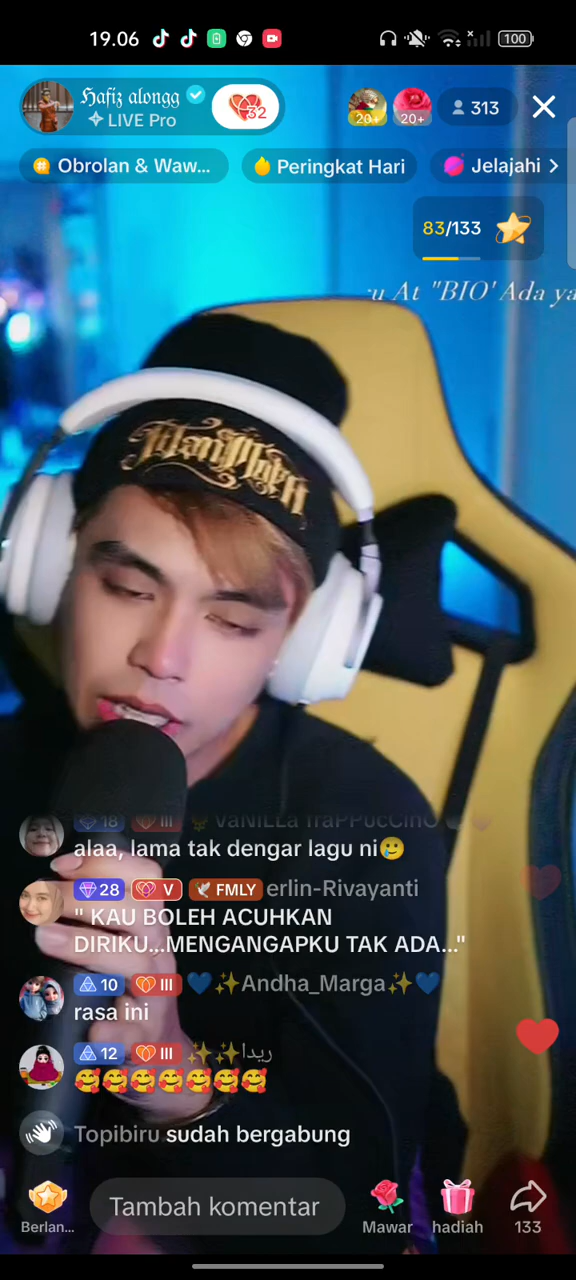 19.06
100
Hafiz alongg
LIVE Pro
32
20+
20+
313
Obrolan & Waw...
Peringkat Hari
Jelajahi
83/133
At "BIO' Ada ya
18 III VaNiLLa TraPPucCinO
alaa, lama tak dengar lagu ni🥲
28 V FMLY erlin-Rivayanti
" KAU BOLEH ACUHKAN
DIRIKU...MENGANGAPKU TAK ADA..."
10 III 💙✨Andha_Marga✨💙
rasa ini
12 III ✨✨ريدا
🥰🥰🥰🥰🥰🥰🥰
Topibiru sudah bergabung
Berlan...
Tambah komentar
Mawar
hadiah
133